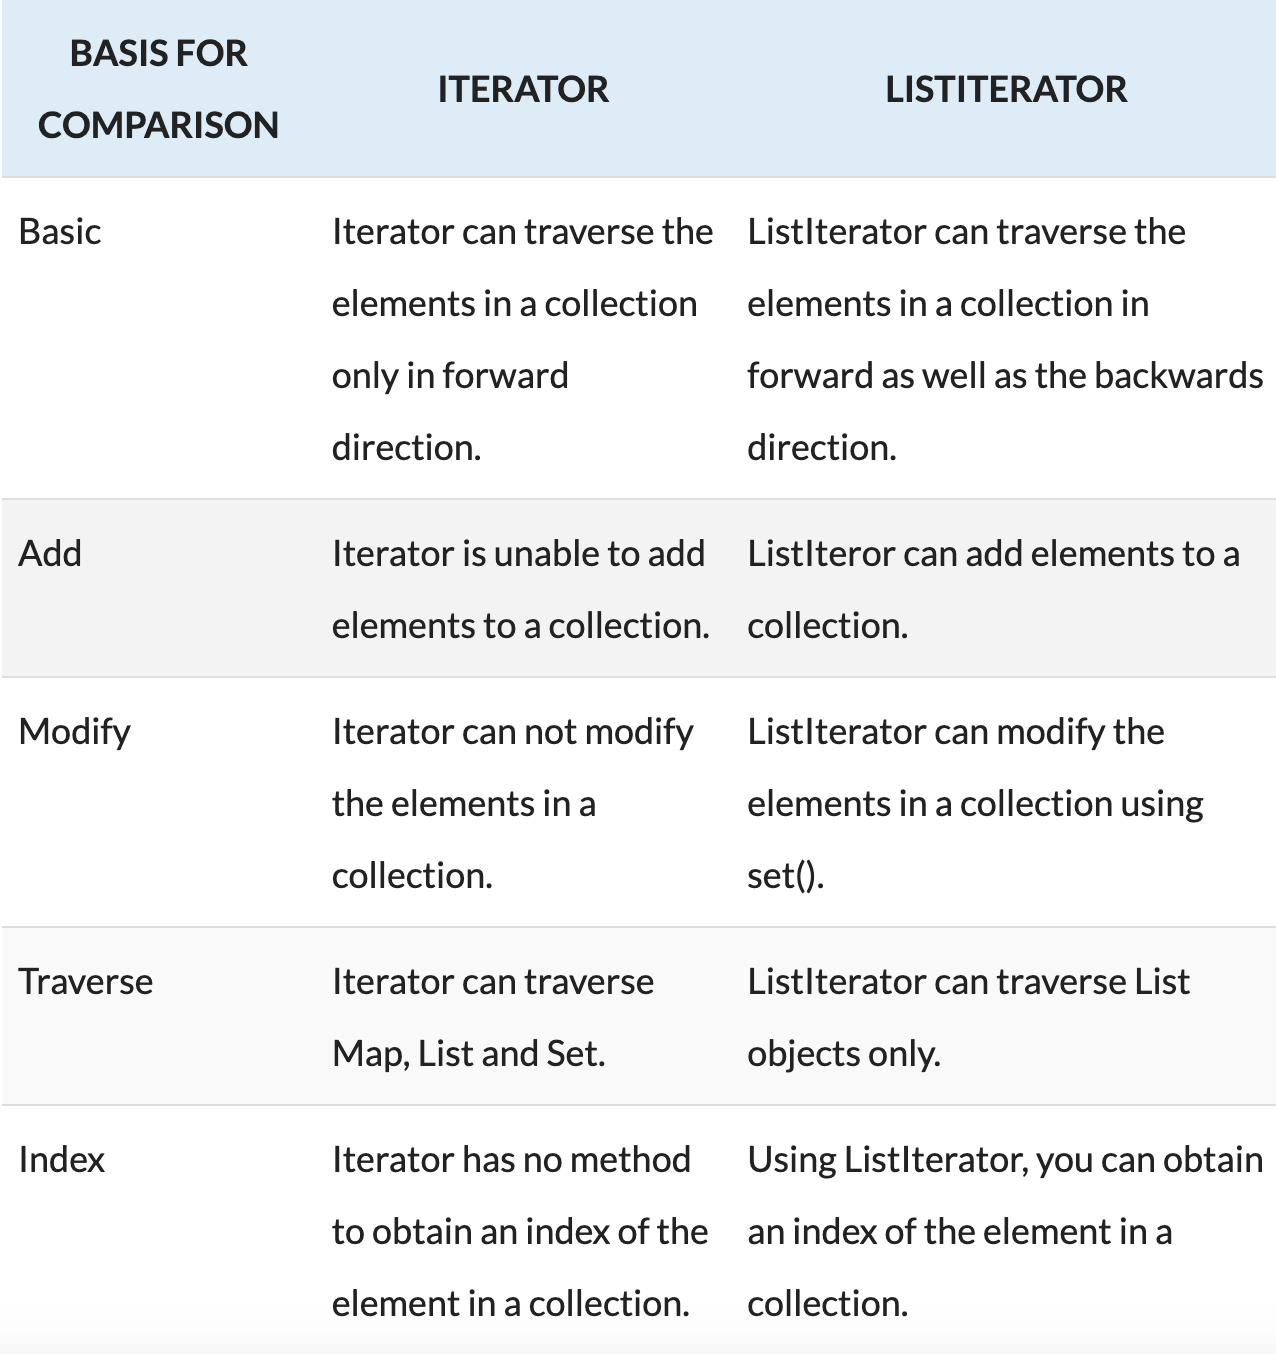 BASIS FOR
COMPARISON
ITERATOR
LISTITERATOR
Basic
Iterator can traverse the
elements in a collection
only in forward
direction.
ListIterator can traverse the
elements in a collection in
forward as well as the backwards
direction.
Add
Iterator is unable to add
elements to a collection.
ListIteror can add elements to a
collection.
Modify
Iterator can not modify
the elements in a
collection.
ListIterator can modify the
elements in a collection using
set().
Traverse
Iterator can traverse
Map, List and Set.
ListIterator can traverse List
objects only.
Index
Iterator has no method
to obtain an index of the
element in a collection.
Using ListIterator, you can obtain
an index of the element in a
collection.